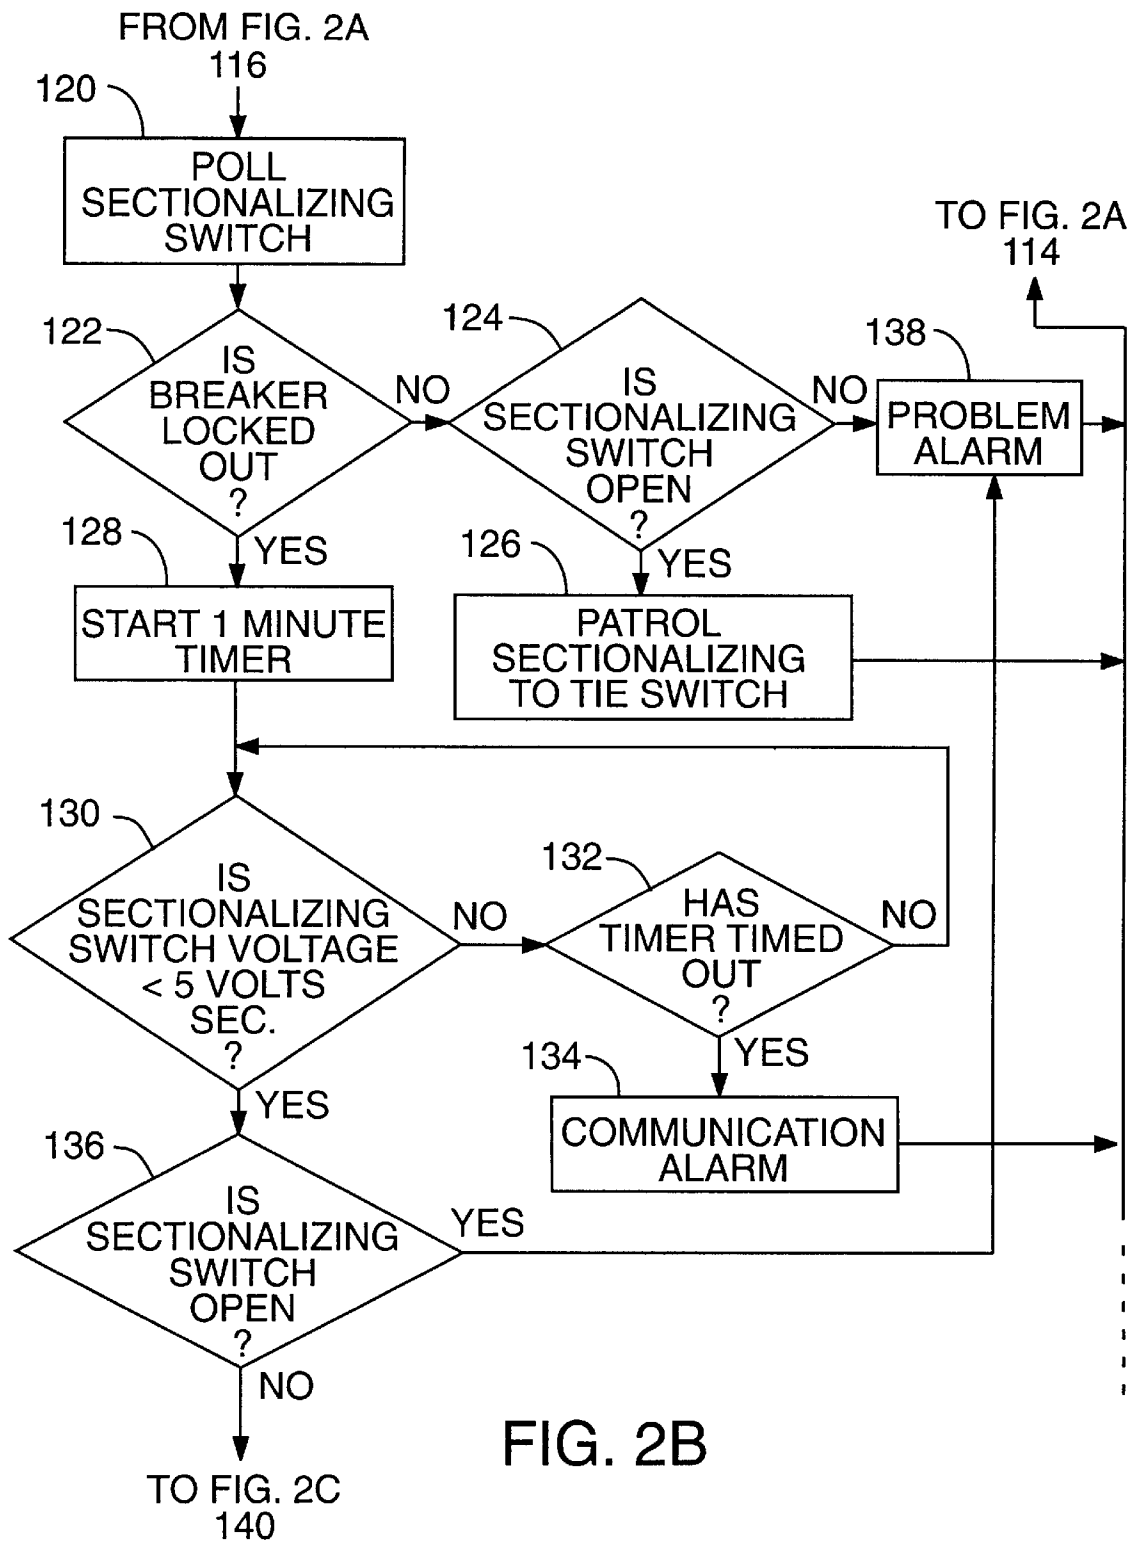 FROM FIG. 2A
116
120
POLL
SECTIONALIZING
SWITCH
TO FIG. 2A
114
122
IS
BREAKER
LOCKED
OUT
?
NO
YES
124
IS
SECTIONALIZING
SWITCH
OPEN
?
NO
YES
138
PROBLEM
ALARM
128
START 1 MINUTE
TIMER
126
PATROL
SECTIONALIZING
TO TIE SWITCH
130
IS
SECTIONALIZING
SWITCH VOLTAGE
< 5 VOLTS
SEC.
?
NO
YES
132
HAS
TIMER TIMED
OUT
?
NO
YES
134
COMMUNICATION
ALARM
136
IS
SECTIONALIZING
SWITCH
OPEN
?
YES
NO
TO FIG. 2C
140
FIG. 2B